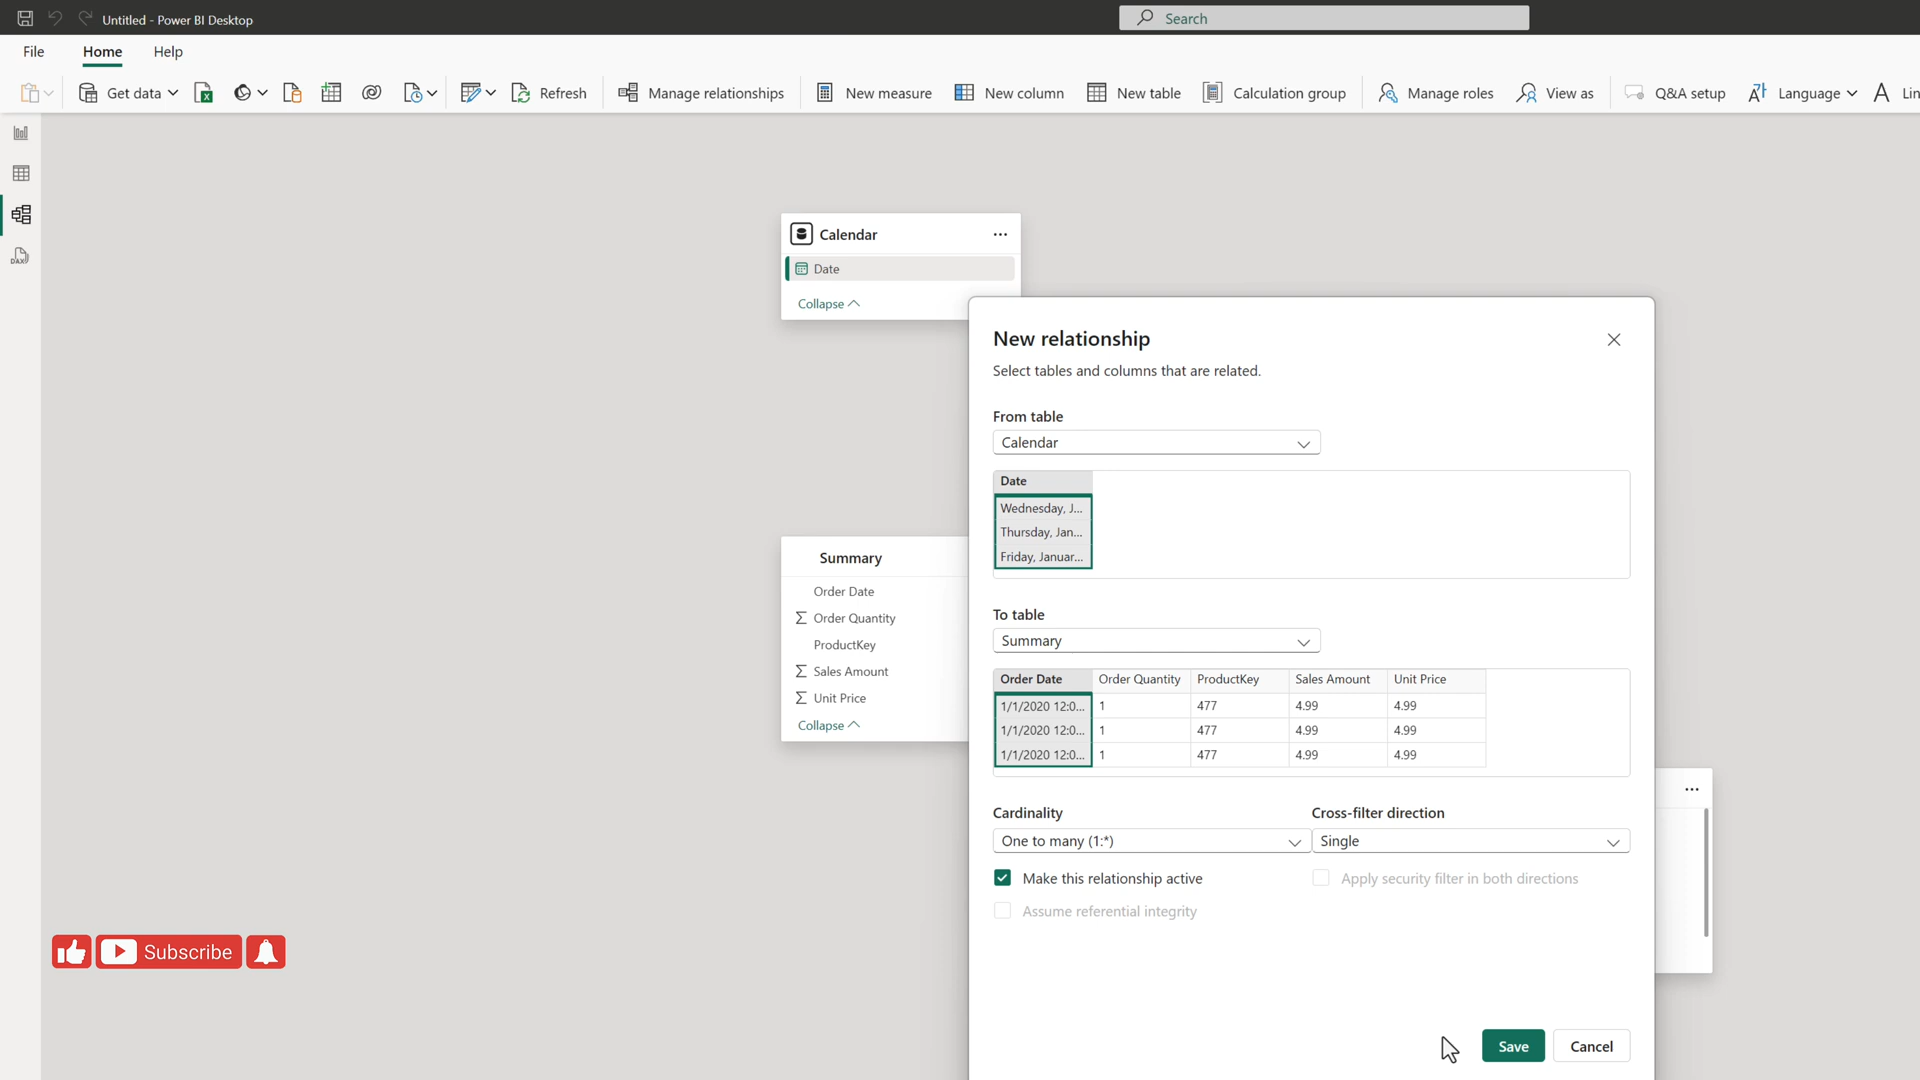 Untitled - Power BI Desktop
Search
File Home Help
Get data Refresh Manage relationships New measure New column New table Calculation group Manage roles View as Q&A setup Language Lin
DAX
Calendar
Date
Collapse
New relationship
Select tables and columns that are related.
From table
Calendar
Date
Wednesday, J...
Thursday, Jan...
Friday, Januar...
Summary
Order Date
Order Quantity
ProductKey
Sales Amount
Unit Price
Collapse
To table
Summary
Order Date Order Quantity ProductKey Sales Amount Unit Price
1/1/2020 12:0... 1 477 4.99 4.99
1/1/2020 12:0... 1 477 4.99 4.99
1/1/2020 12:0... 1 477 4.99 4.99
Cardinality Cross-filter direction
One to many (1:*) Single
Make this relationship active Apply security filter in both directions
Assume referential integrity
Subscribe
Save Cancel